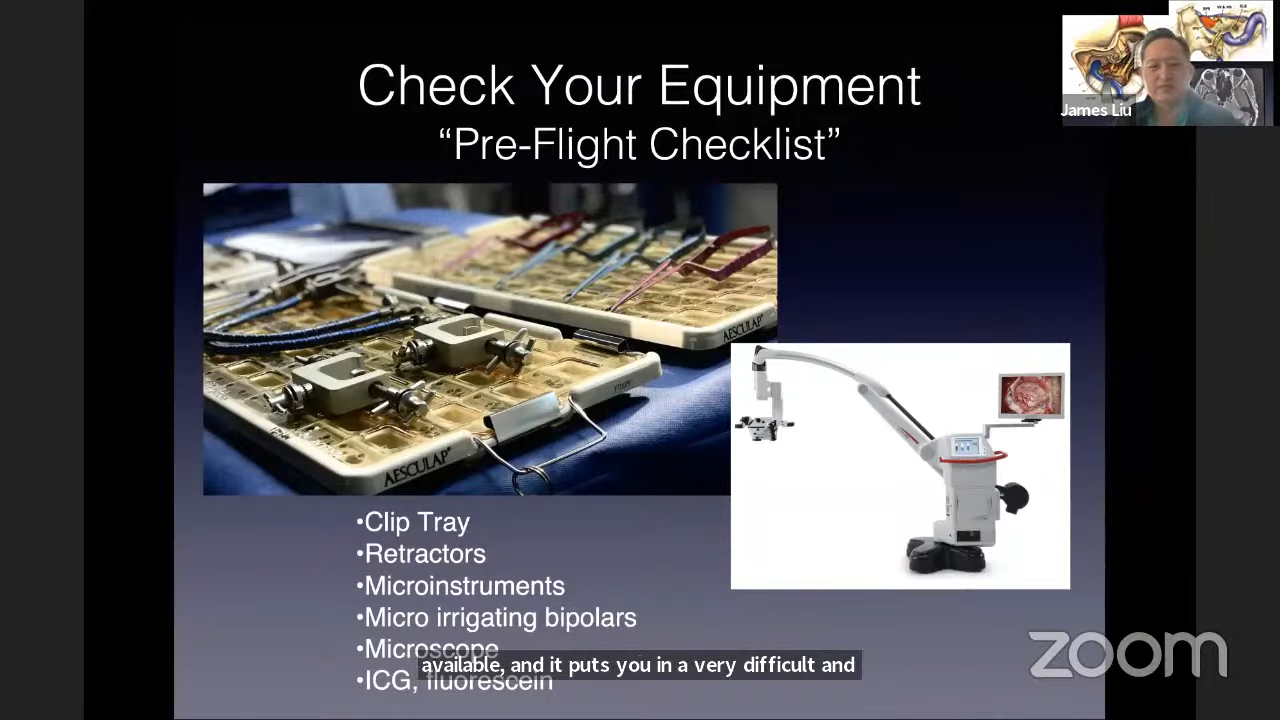 Check Your Equipment
“Pre-Flight Checklist”
James Liu
AESCULAP
AESCULAP
•Clip Tray
•Retractors
•Microinstruments
•Micro irrigating bipolars
•Microscope
available, and it puts you in a very difficult and
•ICG, fluorescein
zoom